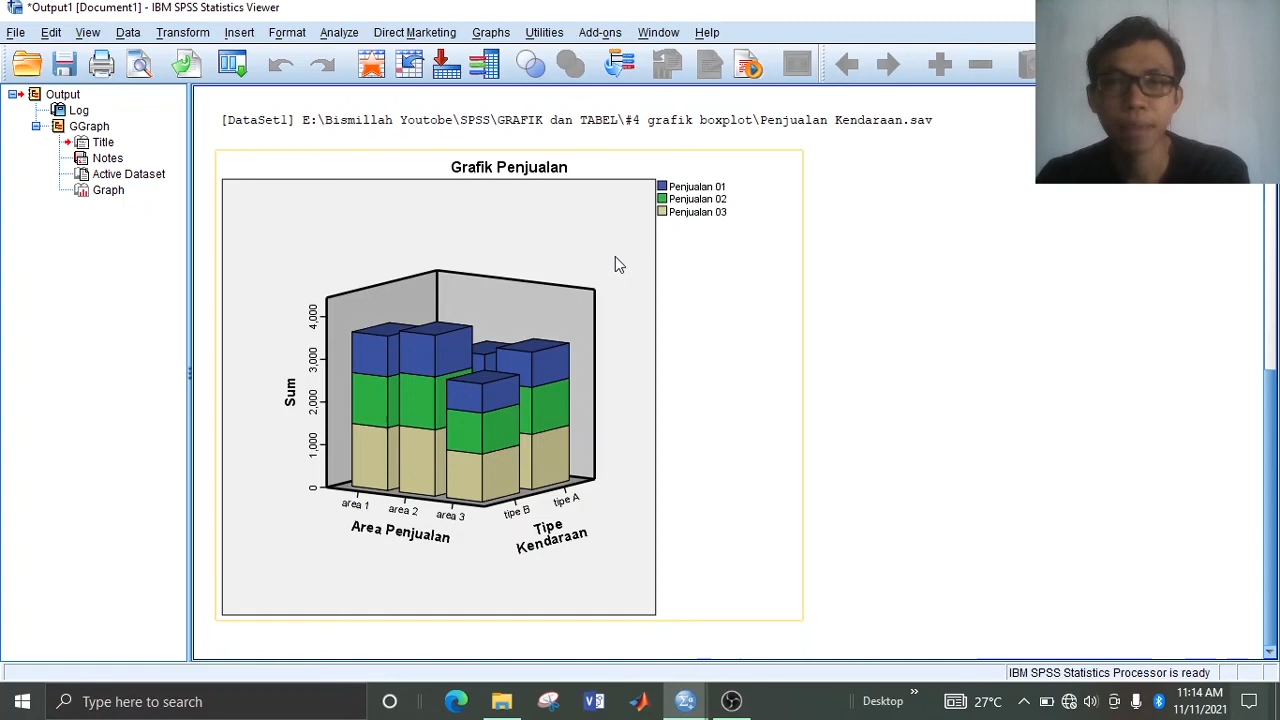 *Output1 [Document1] - IBM SPSS Statistics Viewer
File Edit View Data Transform Insert Format Analyze Direct Marketing Graphs Utilities Add-ons Window Help
Output
Log
GGraph
Title
Notes
Active Dataset
Graph
[DataSet1] E:\Bismillah Youtobe\SPSS\GRAFIK dan TABEL\#4 grafik boxplot\Penjualan Kendaraan.sav
Grafik Penjualan
Penjualan 01
Penjualan 02
Penjualan 03
4,000
3,000
2,000
1,000
0
Sum
area 1 area 2 area 3
Area Penjualan
tipe B tipe A
Tipe
Kendaraan
IBM SPSS Statistics Processor is ready
Type here to search
Desktop
27°C
11:14 AM
11/11/2021